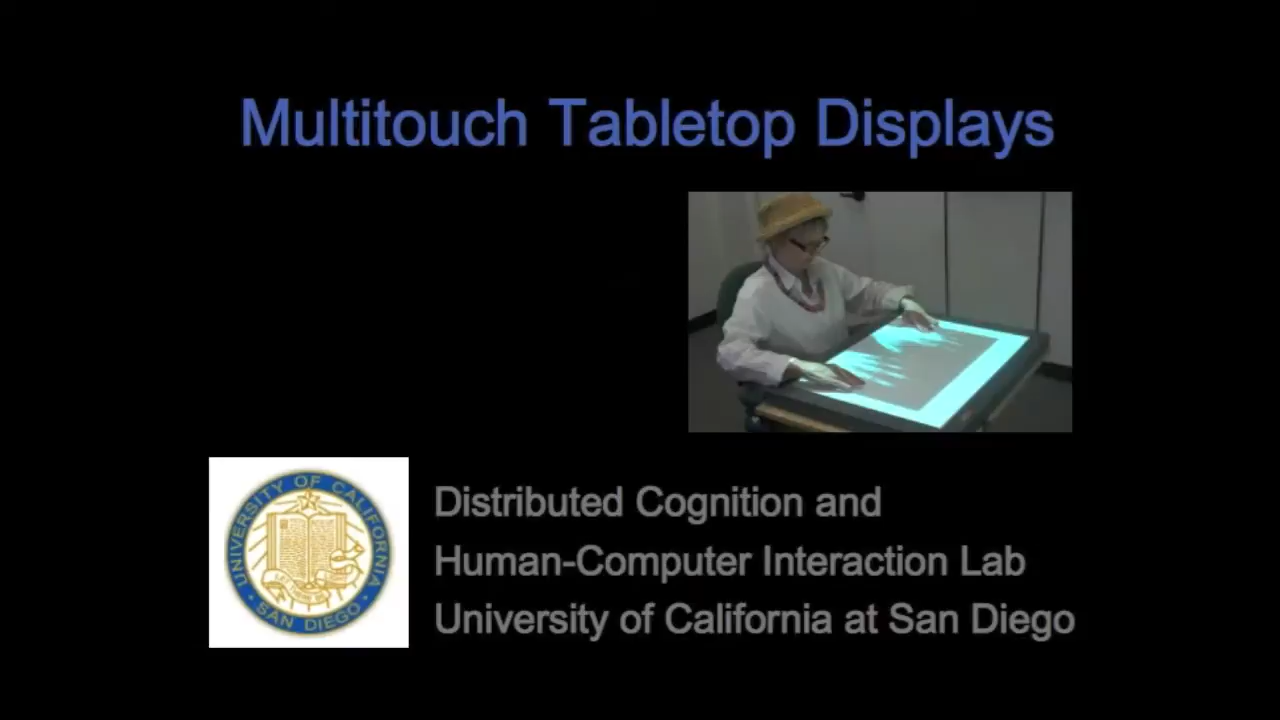 Multitouch Tabletop Displays
UNIVERSITY OF CALIFORNIA
SAN DIEGO
Distributed Cognition and
Human-Computer Interaction Lab
University of California at San Diego